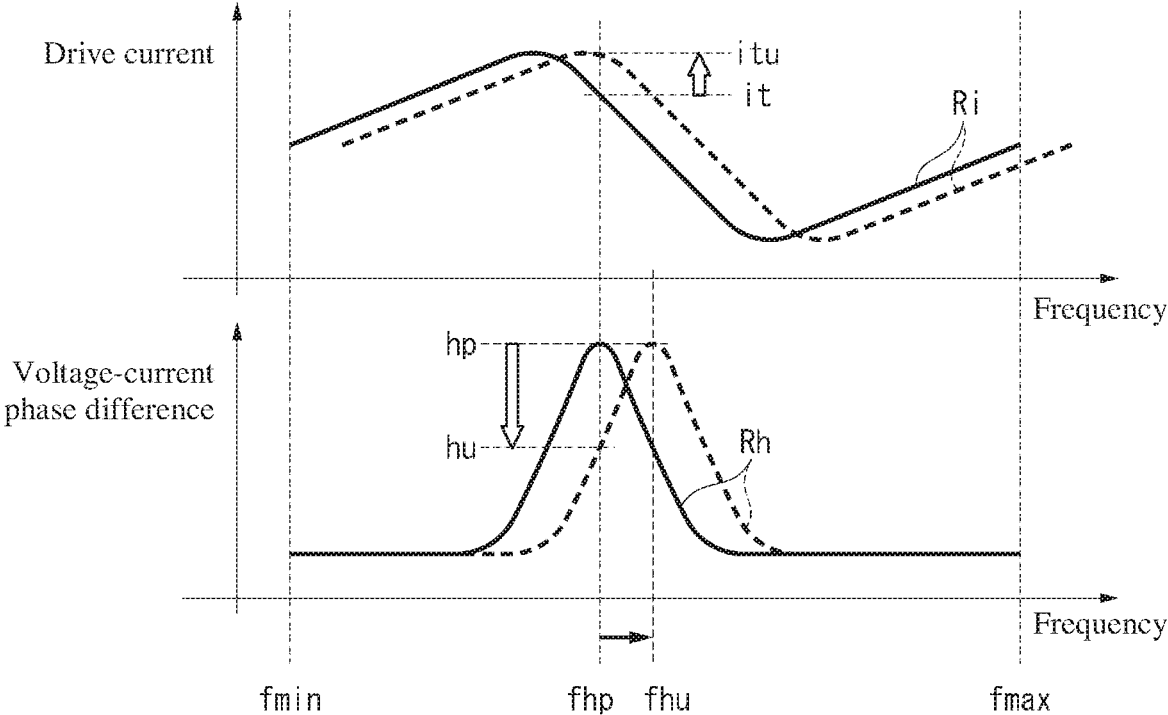 Drive current
itu
it
Ri
Frequency
Voltage-current
phase difference
hp
hu
Rh
Frequency
fmin
fhp
fhu
fmax